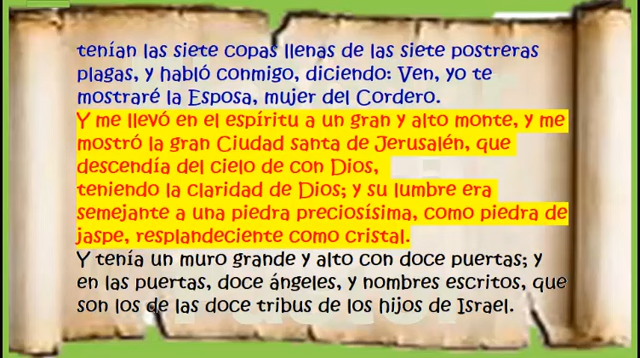 tenían las siete copas llenas de las siete postreras
plagas, y habló conmigo, diciendo: Ven, yo te
mostraré la Esposa, mujer del Cordero.
Y me llevó en el espíritu a un gran y alto monte, y me
mostró la gran Ciudad santa de Jerusalén, que
descendía del cielo de con Dios,
teniendo la claridad de Dios; y su lumbre era
semejante a una piedra preciosísima, como piedra de
jaspe, resplandeciente como cristal.
Y tenía un muro grande y alto con doce puertas; y
en las puertas, doce ángeles, y nombres escritos, que
son los de las doce tribus de los hijos de Israel.